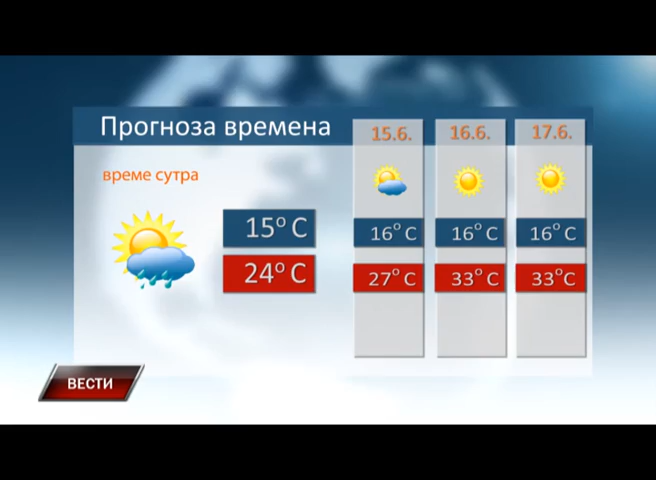 Прогноза времена
време сутра
15° C
24° C
15.6.
16.6.
17.6.
16° C
16° C
16° C
27° C
33° C
33°C
ВЕСТИ